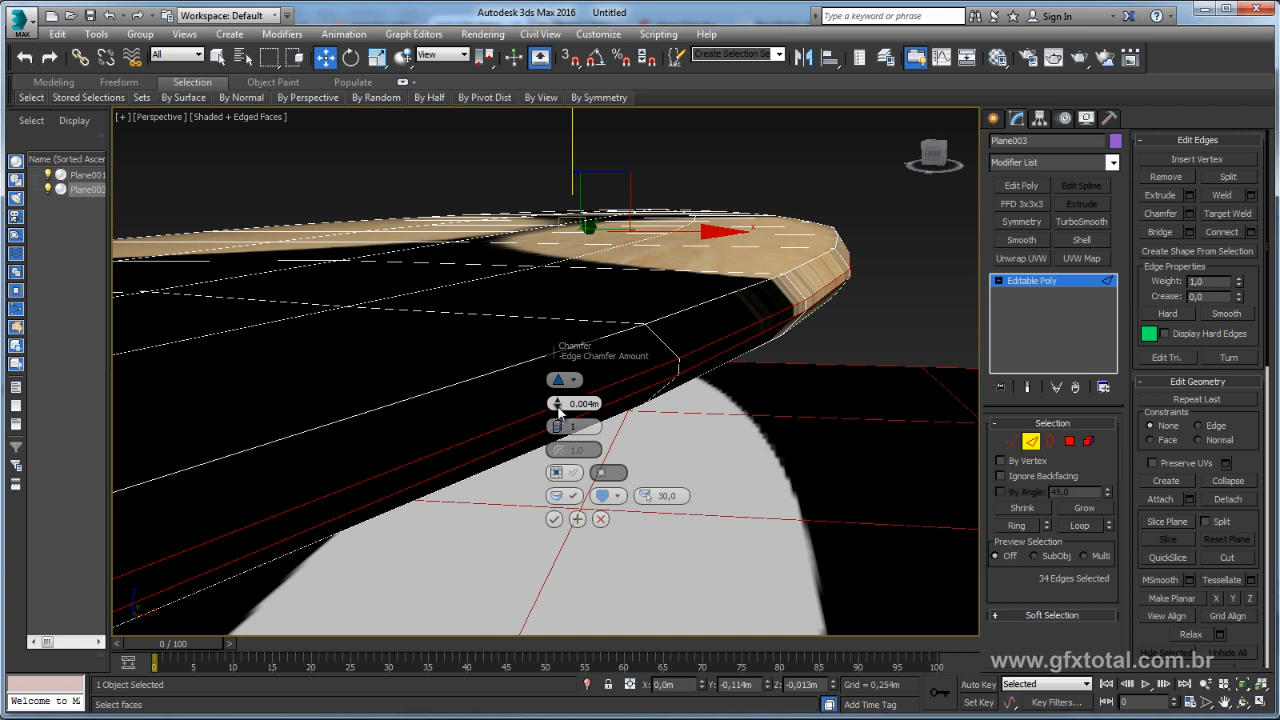 Workspace: Default
Autodesk 3ds Max 2016 Untitled
Type a keyword or phrase
Sign In
MAX
Edit Tools Group Views Create Modifiers Animation Graph Editors Rendering Civil View Customize Scripting Help
All
View
Create Selection Se
Modeling Freeform Selection Object Paint Populate
Select Stored Selections Sets By Surface By Normal By Perspective By Random By Half By Pivot Dist By View By Symmetry
Select Display
Name (Sorted Ascen
Plane001
Plane003
[+] [Perspective] [Shaded + Edged Faces]
Chamfer
-Edge Chamfer Amount
0.004m
1
1.0
30,0
Plane003
Modifier List
Edit Poly Edit Spline
FFD 3x3x3 Extrude
Symmetry TurboSmooth
Smooth Shell
Unwrap UVW UVW Map
Editable Poly
Selection
By Vertex
Ignore Backfacing
By Angle: 45,0
Shrink Grow
Ring Loop
Preview Selection
Off SubObj Multi
34 Edges Selected
Soft Selection
Edit Edges
Insert Vertex
Remove Split
Extrude Weld
Chamfer Target Weld
Bridge Connect
Create Shape From Selection
Edge Properties
Weight: 1,0
Crease: 0,0
Hard Smooth
Display Hard Edges
Edit Tri. Turn
Edit Geometry
Repeat Last
Constraints
None Edge
Face Normal
Preserve UVs
Create Collapse
Attach Detach
Slice Plane Split
Slice Reset Plane
QuickSlice Cut
MSmooth Tessellate
Make Planar X Y Z
View Align Grid Align
Relax
Hide Selected Unhide All
www.gfxtotal.com.br
0 / 100
0 5 10 15 20 25 30 35 40 45 50 55 60 65 70 75 80 85 90 95 100
1 Object Selected
X: 0,0m Y: -0,114m Z: -0,013m Grid = 0,254m
Auto Key Selected
Welcome to M
Select faces
Add Time Tag
Set Key Key Filters... 0